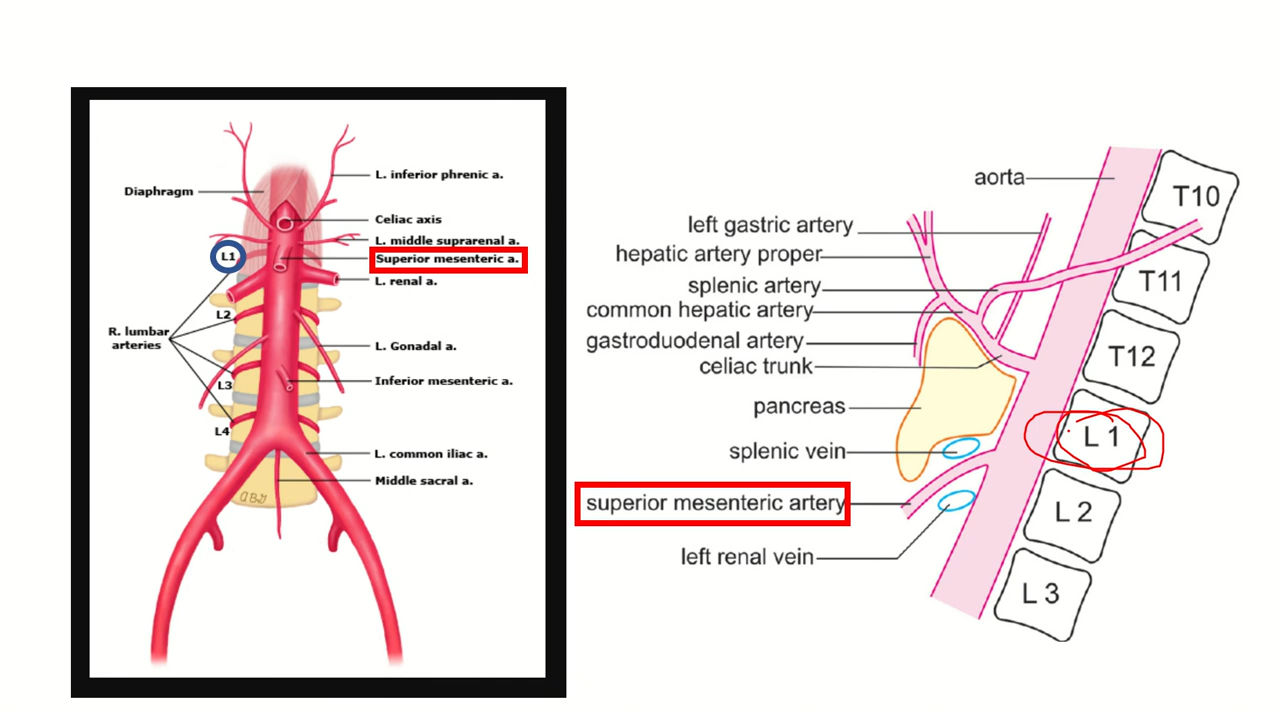 Diaphragm
L. inferior phrenic a.
Celiac axis
L. middle suprarenal a.
L1
Superior mesenteric a.
L. renal a.
L2
R. lumbar
arteries
L. Gonadal a.
L3
Inferior mesenteric a.
L4
L. common iliac a.
Middle sacral a.
aorta
T10
left gastric artery
hepatic artery proper
T11
splenic artery
common hepatic artery
gastroduodenal artery
T12
celiac trunk
pancreas
L 1
splenic vein
superior mesenteric artery
L 2
left renal vein
L 3